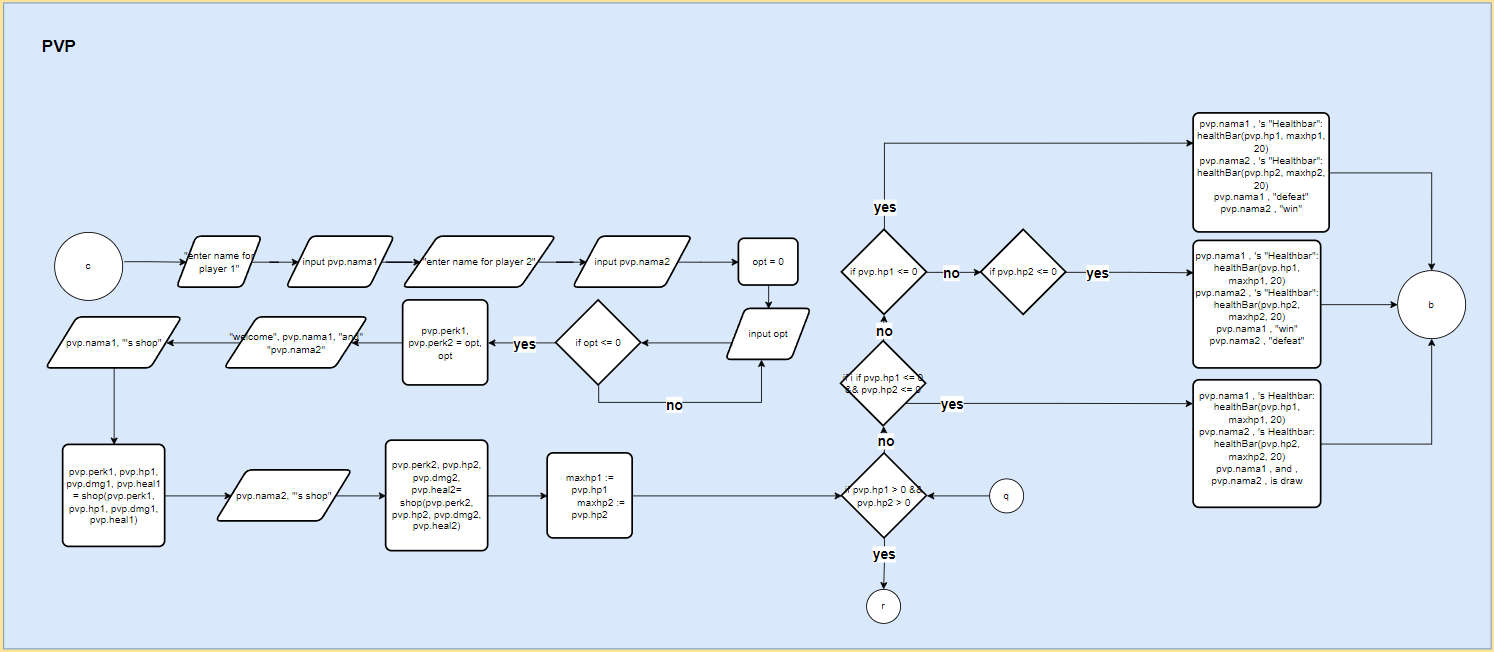 PVP
c
"enter name for
player 1"
input pvp.nama1
"enter name for player 2"
input pvp.nama2
opt = 0
input opt
if opt <= 0
no
yes
pvp.perk1,
pvp.perk2 = opt,
opt
"welcome", pvp.nama1, "and"
"pvp.nama2"
pvp.nama1, "'s shop"
pvp.perk1, pvp.hp1,
pvp.dmg1, pvp.heal1
= shop(pvp.perk1,
pvp.hp1, pvp.dmg1,
pvp.heal1)
pvp.nama2, "'s shop"
pvp.perk2, pvp.hp2,
pvp.dmg2,
pvp.heal2=
shop(pvp.perk2,
pvp.hp2, pvp.dmg2,
pvp.heal2)
maxhp1 :=
pvp.hp1
maxhp2 :=
pvp.hp2
if pvp.hp1 > 0 &&
pvp.hp2 > 0
q
yes
r
no
if i if pvp.hp1 <= 0
&& pvp.hp2 <= 0
yes
no
if pvp.hp1 <= 0
yes
no
if pvp.hp2 <= 0
yes
pvp.nama1 , 's "Healthbar":
healthBar(pvp.hp1, maxhp1,
20)
pvp.nama2 , 's "Healthbar":
healthBar(pvp.hp2, maxhp2,
20)
pvp.nama1 , "defeat"
pvp.nama2 , "win"
pvp.nama1 , 's "Healthbar":
healthBar(pvp.hp1,
maxhp1, 20)
pvp.nama2 , 's "Healthbar":
healthBar(pvp.hp2,
maxhp2, 20)
pvp.nama1 , "win"
pvp.nama2 , "defeat"
pvp.nama1 , 's Healthbar:
healthBar(pvp.hp1,
maxhp1, 20)
pvp.nama2 , 's Healthbar:
healthBar(pvp.hp2,
maxhp2, 20)
pvp.nama1 , and ,
pvp.nama2 , is draw
b